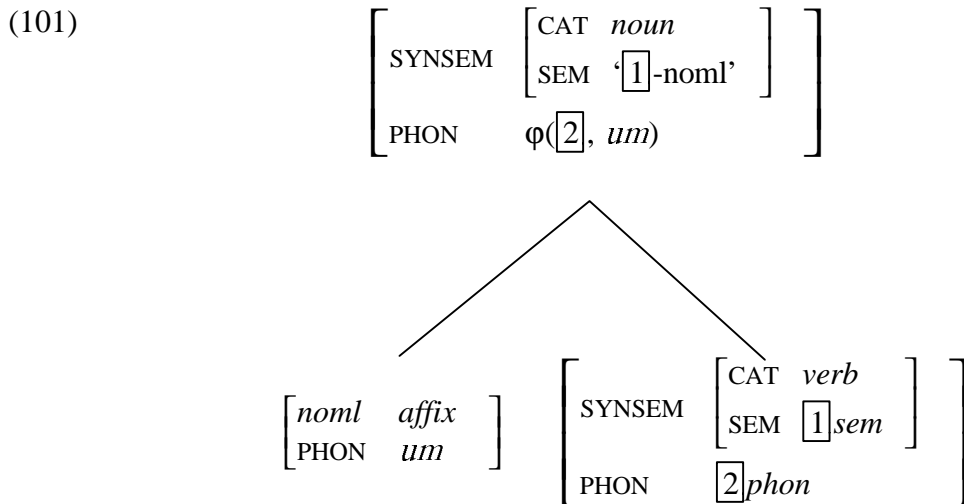 (101)
SYNSEM [CAT noun
SEM ‘1-noml’]
PHON φ(2, um)
noml affix
PHON um
SYNSEM [CAT verb
SEM 1 sem]
PHON 2 phon